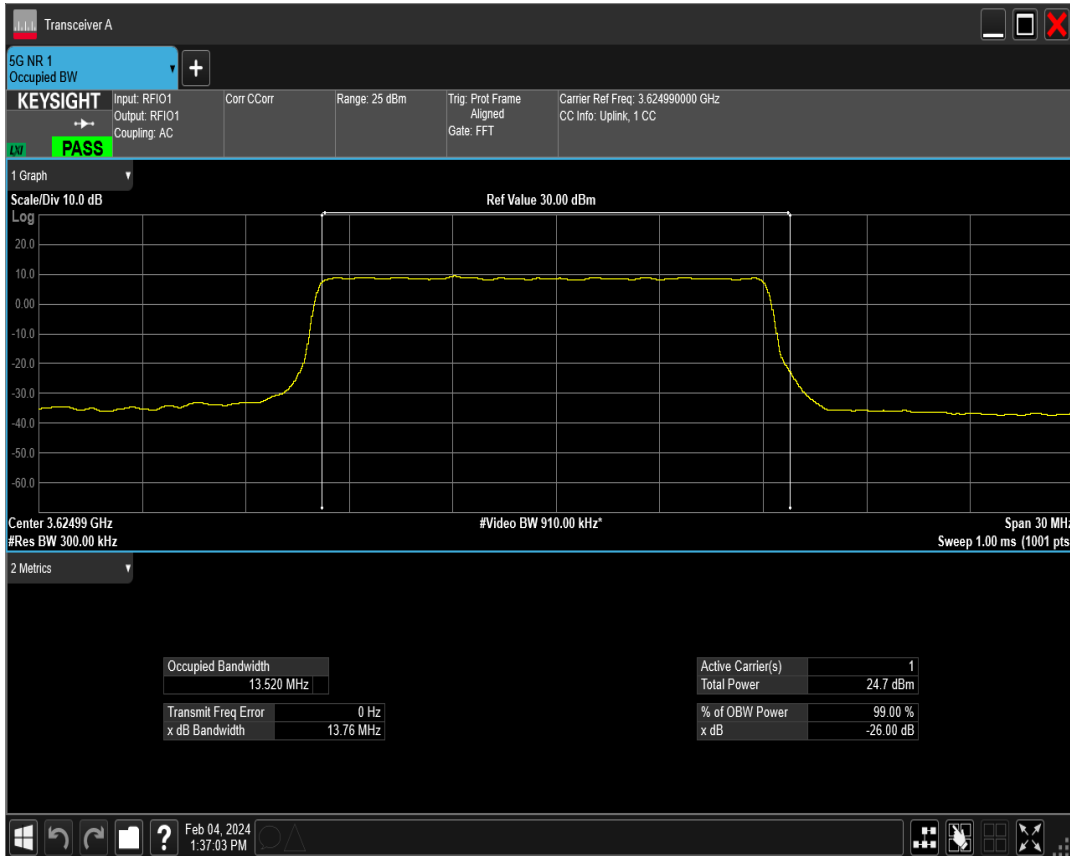 Transceiver A
5G NR 1
Occupied BW
+
KEYSIGHT
LXI
PASS
Input: RFIO1
Output: RFIO1
Coupling: AC
Corr CCorr
Range: 25 dBm
Trig: Prot Frame
Aligned
Gate: FFT
Carrier Ref Freq: 3.624990000 GHz
CC Info: Uplink, 1 CC
1 Graph
Scale/Div 10.0 dB
Ref Value 30.00 dBm
Log
20.0
10.0
0.00
-10.0
-20.0
-30.0
-40.0
-50.0
-60.0
Center 3.62499 GHz
#Video BW 910.00 kHz*
Span 30 MHz
#Res BW 300.00 kHz
Sweep 1.00 ms (1001 pts
2 Metrics
Occupied Bandwidth
13.520 MHz
Transmit Freq Error 0 Hz
x dB Bandwidth 13.76 MHz
Active Carrier(s) 1
Total Power 24.7 dBm
% of OBW Power 99.00 %
x dB -26.00 dB
?
Feb 04, 2024
1:37:03 PM